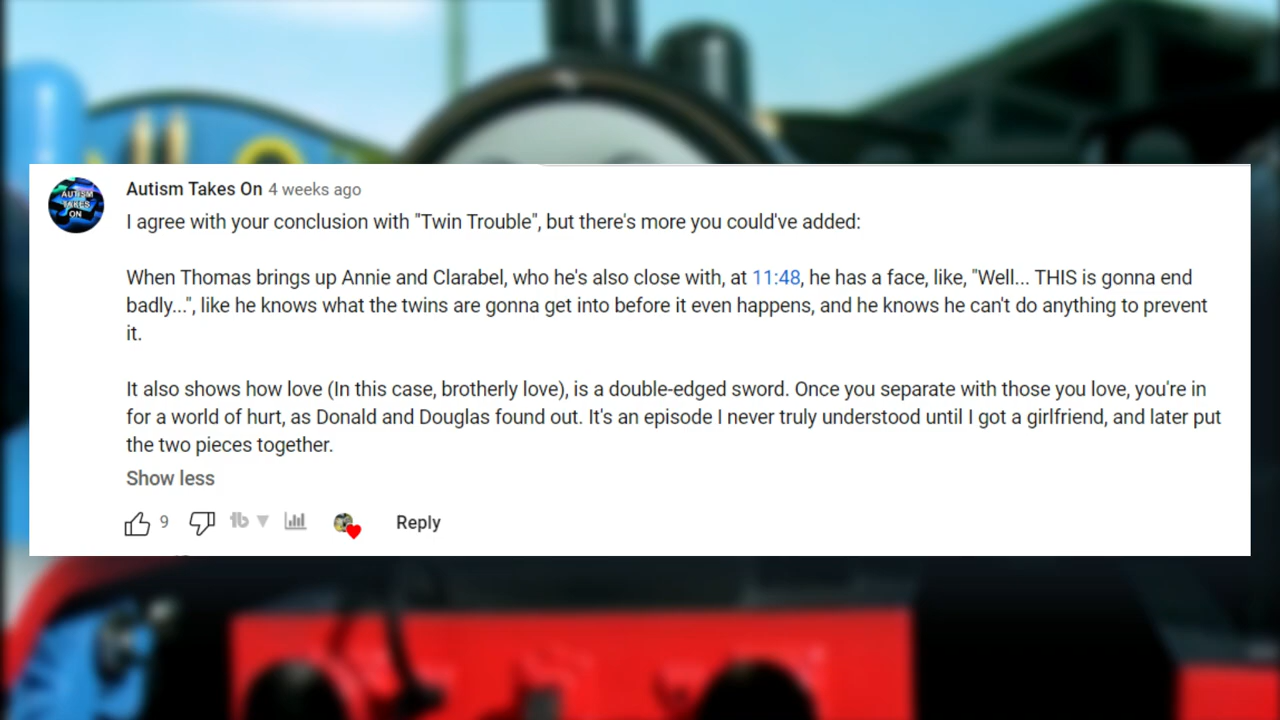 AUTISM
TAKES
ON
Autism Takes On 4 weeks ago
I agree with your conclusion with "Twin Trouble", but there's more you could've added:
When Thomas brings up Annie and Clarabel, who he's also close with, at 11:48, he has a face, like, "Well... THIS is gonna end
badly...", like he knows what the twins are gonna get into before it even happens, and he knows he can't do anything to prevent
it.
It also shows how love (In this case, brotherly love), is a double-edged sword. Once you separate with those you love, you're in
for a world of hurt, as Donald and Douglas found out. It's an episode I never truly understood until I got a girlfriend, and later put
the two pieces together.
Show less
9 tb Reply